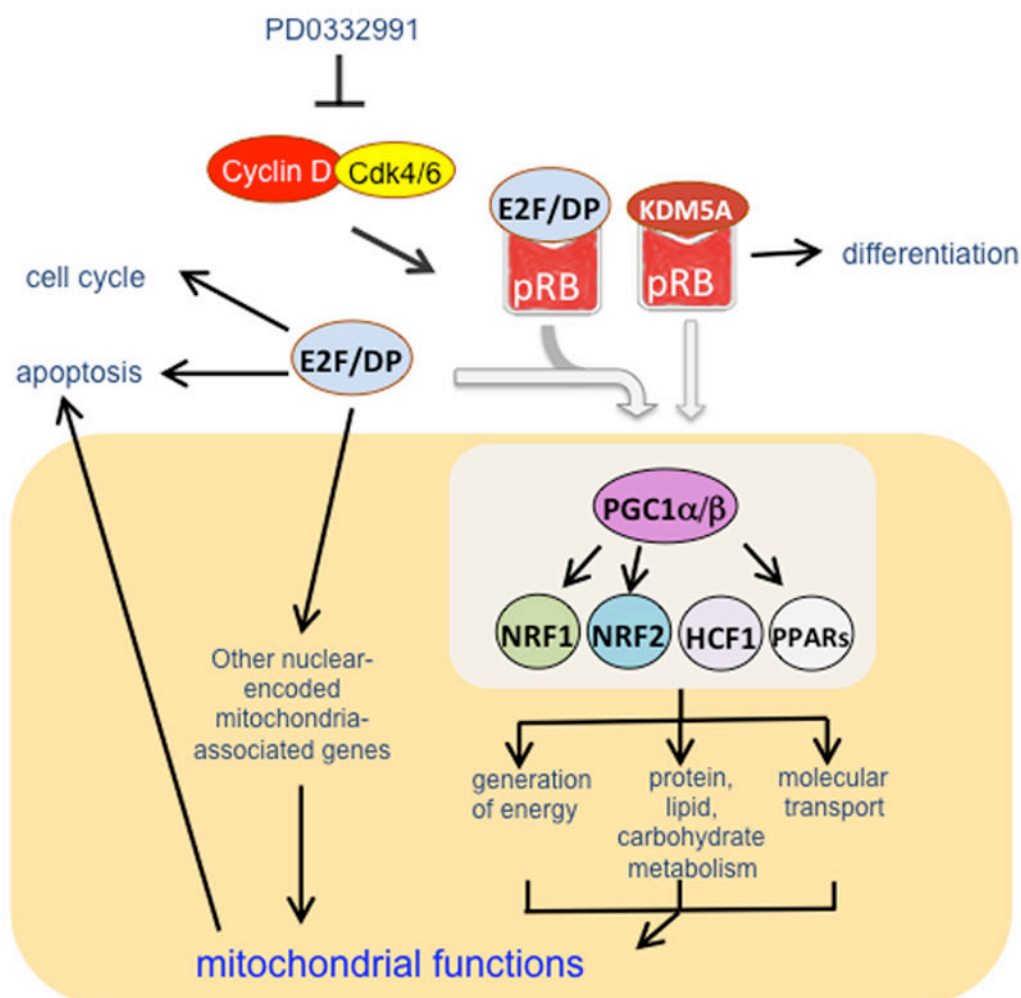 PD0332991
Cyclin D
Cdk4/6
E2F/DP
KDM5A
pRB
pRB
differentiation
cell cycle
E2F/DP
apoptosis
PGC1α/β
NRF1
NRF2
HCF1
PPARs
Other nuclear-
encoded
mitochondria-
associated genes
generation
of energy
protein,
lipid,
carbohydrate
metabolism
molecular
transport
mitochondrial functions